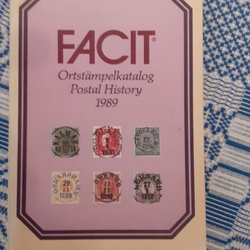 FACIT®
Ortstämpelkatalog
Postal History
1989